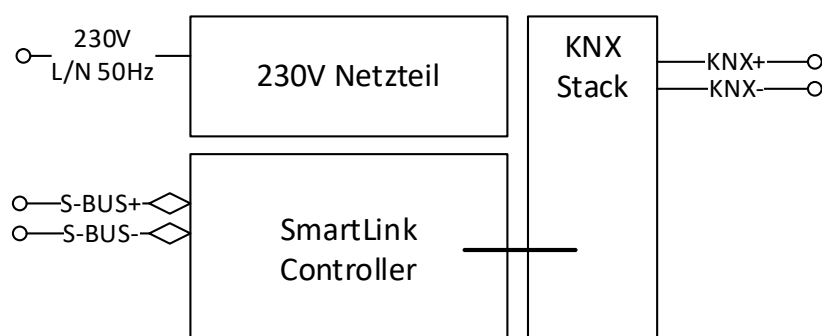 230V
L/N 50Hz
230V Netzteil
KNX
Stack
KNX+
KNX-
S-BUS+
S-BUS-
SmartLink
Controller